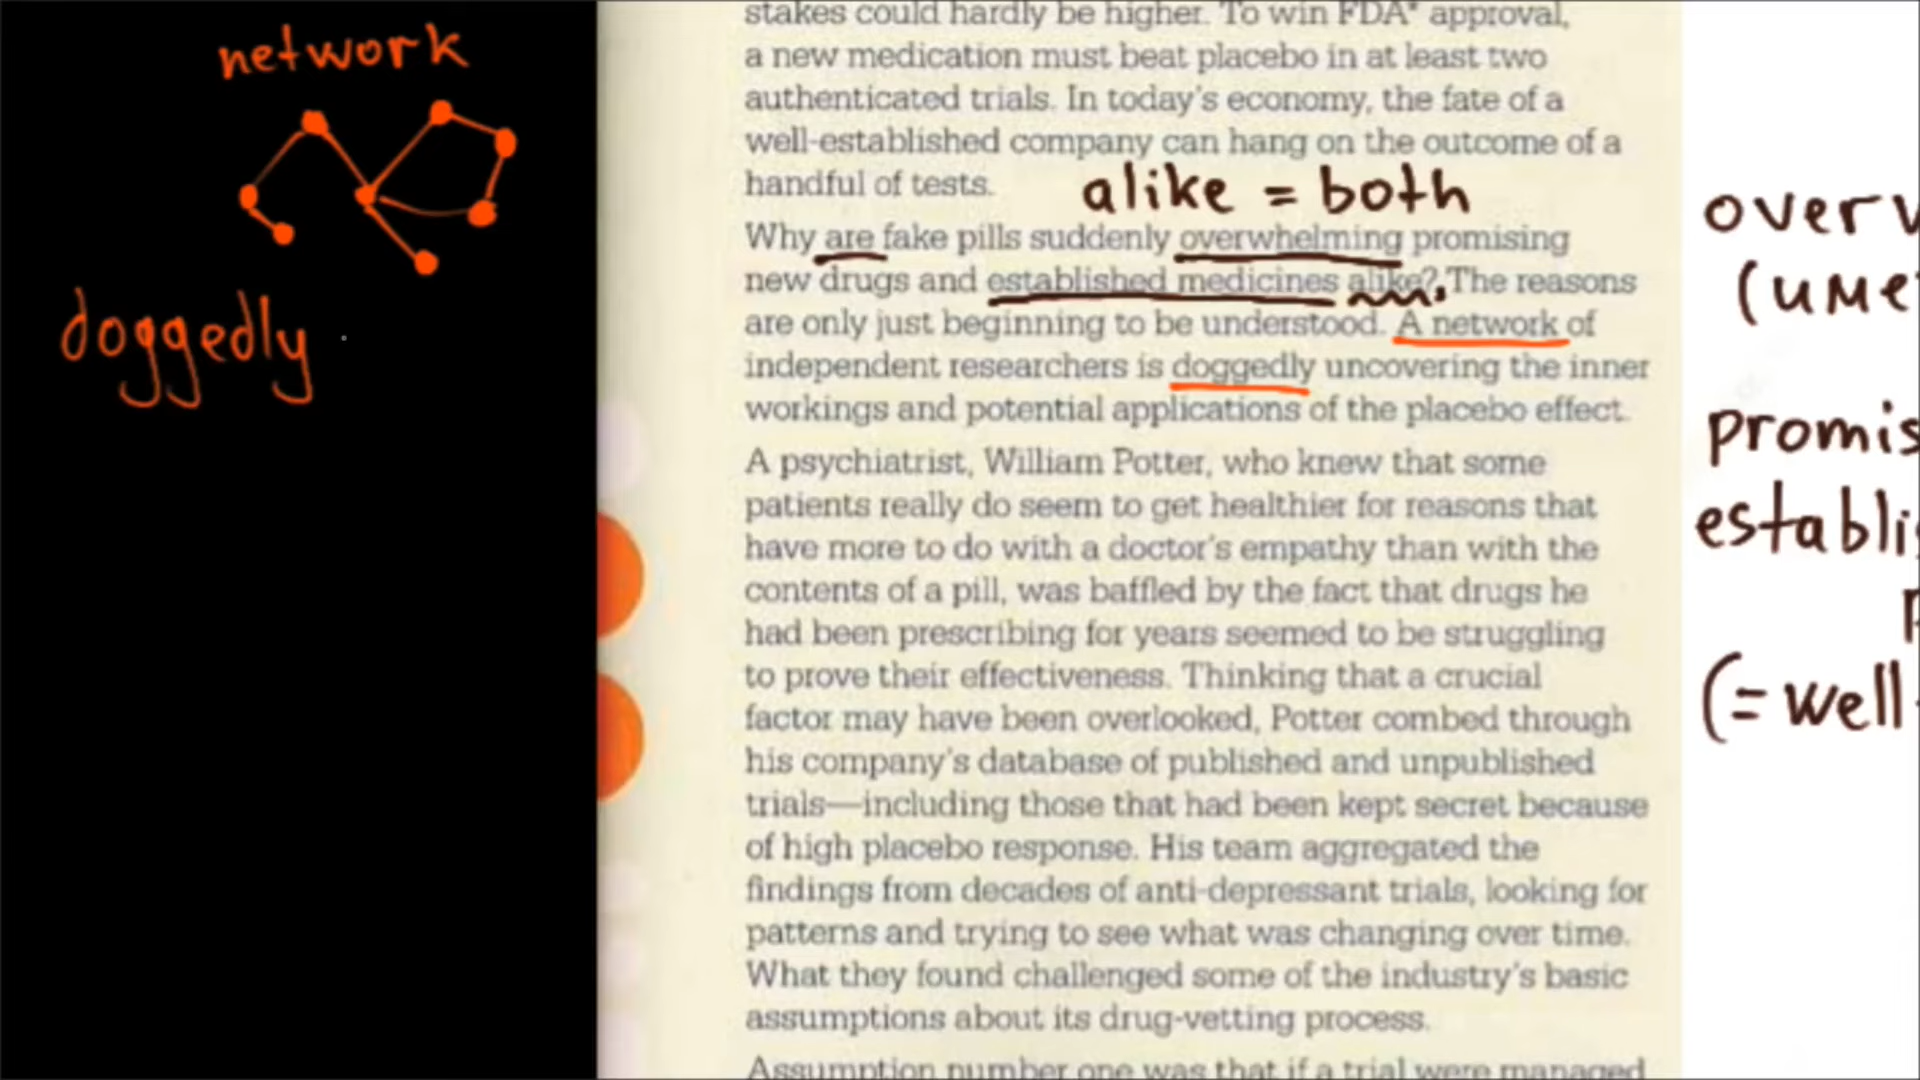 network
doggedly
stakes could hardly be higher. To win FDA* approval,
a new medication must beat placebo in at least two
authenticated trials. In today's economy, the fate of a
well-established company can hang on the outcome of a
handful of tests.
alike = both
Why are fake pills suddenly overwhelming promising
new drugs and established medicines alike? The reasons
are only just beginning to be understood. A network of
independent researchers is doggedly uncovering the inner
workings and potential applications of the placebo effect.
A psychiatrist, William Potter, who knew that some
patients really do seem to get healthier for reasons that
have more to do with a doctor's empathy than with the
contents of a pill, was baffled by the fact that drugs he
had been prescribing for years seemed to be struggling
to prove their effectiveness. Thinking that a crucial
factor may have been overlooked, Potter combed through
his company's database of published and unpublished
trials—including those that had been kept secret because
of high placebo response. His team aggregated the
findings from decades of anti-depressant trials, looking for
patterns and trying to see what was changing over time.
What they found challenged some of the industry's basic
assumptions about its drug-vetting process.
Assumption number one was that if a trial were managed
(= well